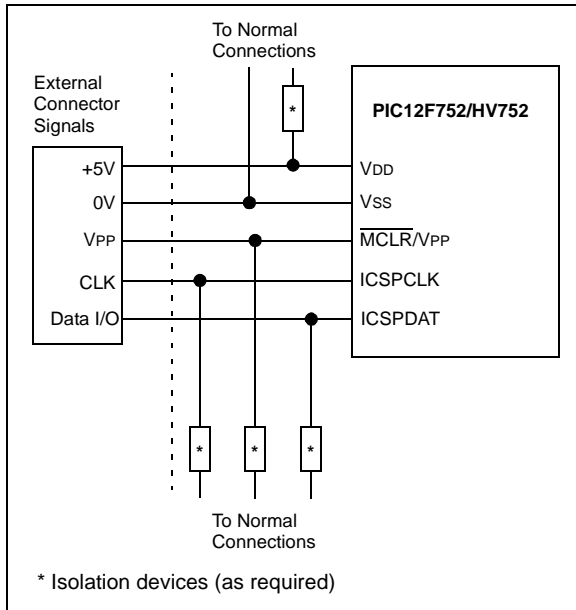 To Normal
Connections
External
Connector
Signals
*
PIC12F752/HV752
+5V
VDD
0V
VSS
VPP
MCLR/VPP
CLK
ICSPCLK
Data I/O
ICSPDAT
*
*
*
To Normal
Connections
* Isolation devices (as required)